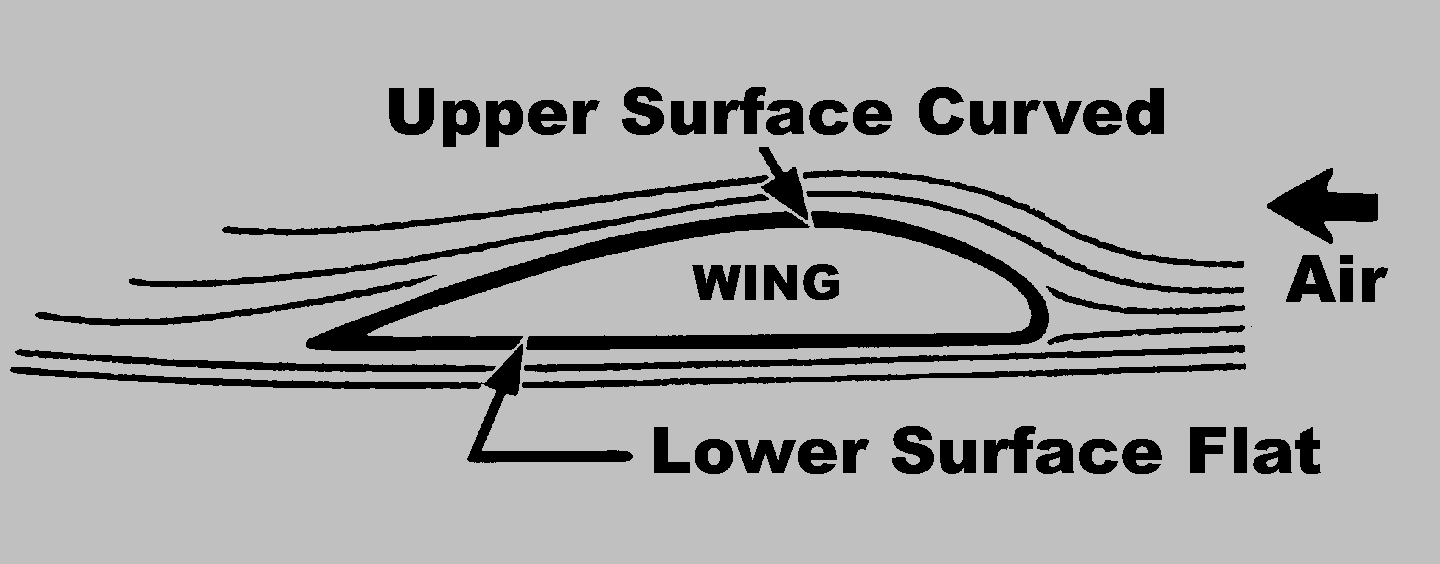 Upper Surface Curved
WING
Air
Lower Surface Flat